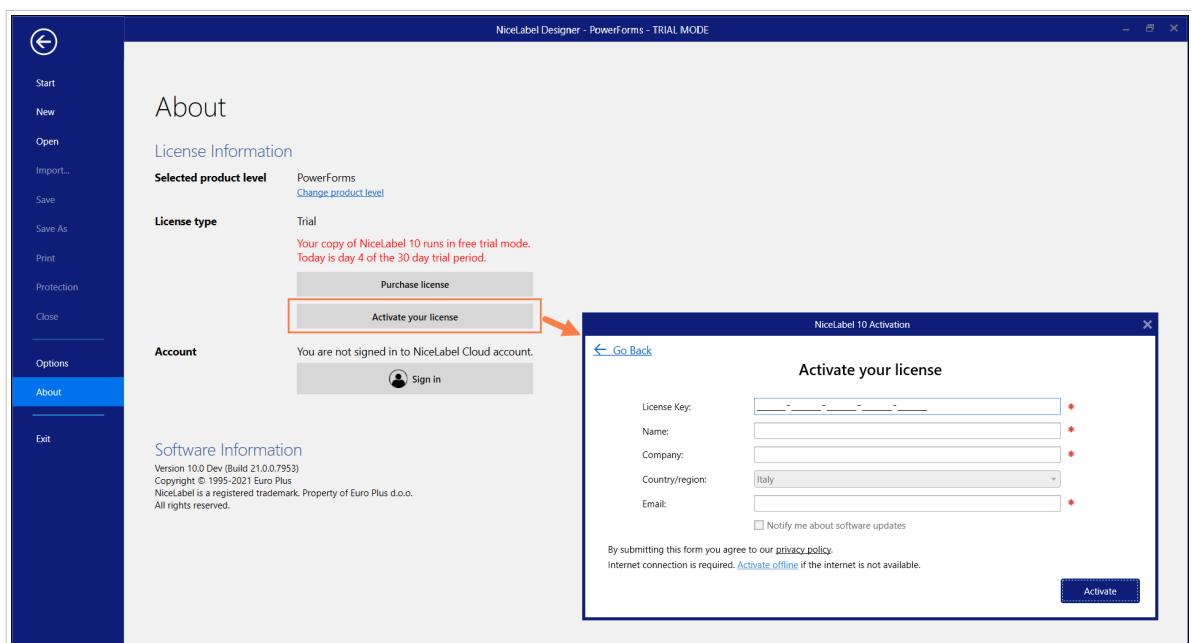 NiceLabel Designer - PowerForms - TRIAL MODE
Start
New
Open
Import...
Save
Save As
Print
Protection
Close
Options
About
Exit
About
License Information
Selected product level
PowerForms
Change product level
License type
Trial
Your copy of NiceLabel 10 runs in free trial mode.
Today is day 4 of the 30 day trial period.
Purchase license
Activate your license
Account
You are not signed in to NiceLabel Cloud account.
Sign in
Software Information
Version 10.0 Dev (Build 21.0.0.7953)
Copyright © 1995-2021 Euro Plus
NiceLabel is a registered trademark. Property of Euro Plus d.o.o.
All rights reserved.
NiceLabel 10 Activation
Go Back
Activate your license
License Key:
_____-_____-_____-_____-_____
*
Name:
*
Company:
*
Country/region:
Italy
Email:
*
Notify me about software updates
By submitting this form you agree to our privacy policy.
Internet connection is required. Activate offline if the internet is not available.
Activate